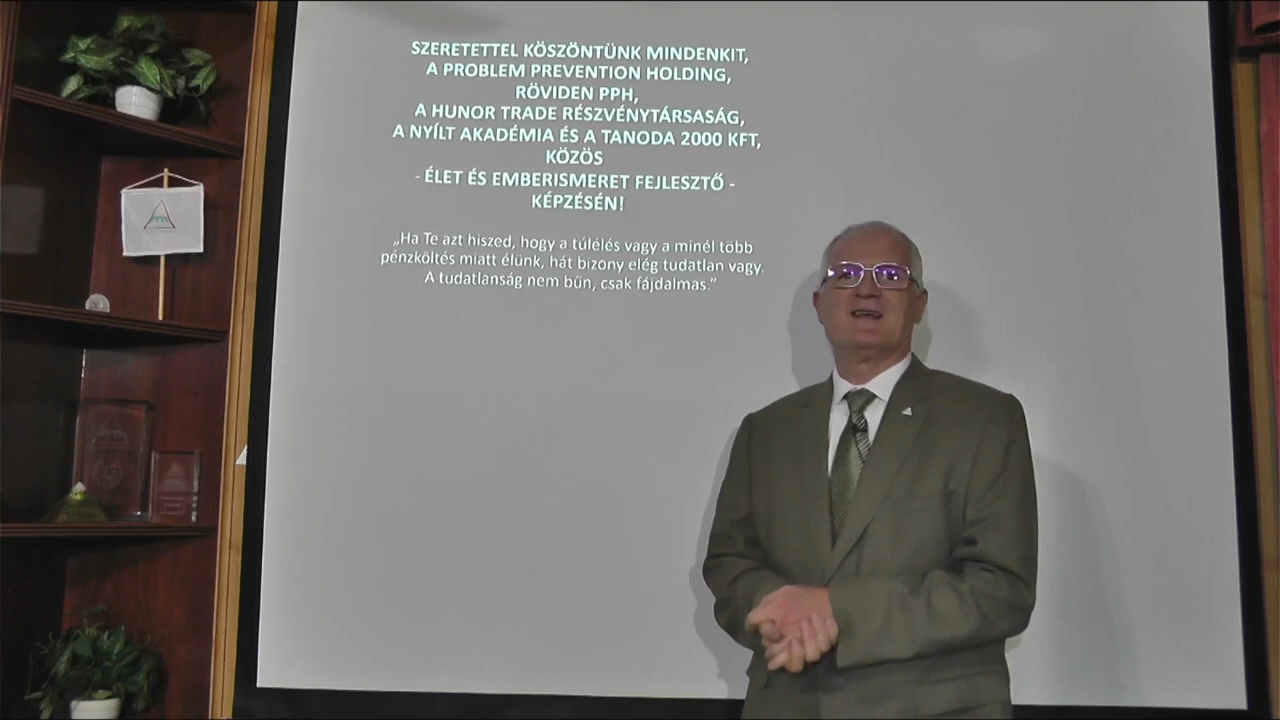 SZERETETTEL KÖSZÖNTÜNK MINDENKIT,
A PROBLEM PREVENTION HOLDING,
RÖVIDEN PPH,
A HUNOR TRADE RÉSZVÉNYTÁRSASÁG,
A NYÍLT AKADÉMIA ÉS A TANODA 2000 KFT,
KÖZÖS
- ÉLET ÉS EMBERISMERET FEJLESZTŐ -
KÉPZÉSÉN!
„Ha Te azt hiszed, hogy a túlélés vagy a minél több
pénzköltés miatt élünk, hát bizony elég tudatlan vagy.
A tudatlanság nem bűn, csak fájdalmas.”